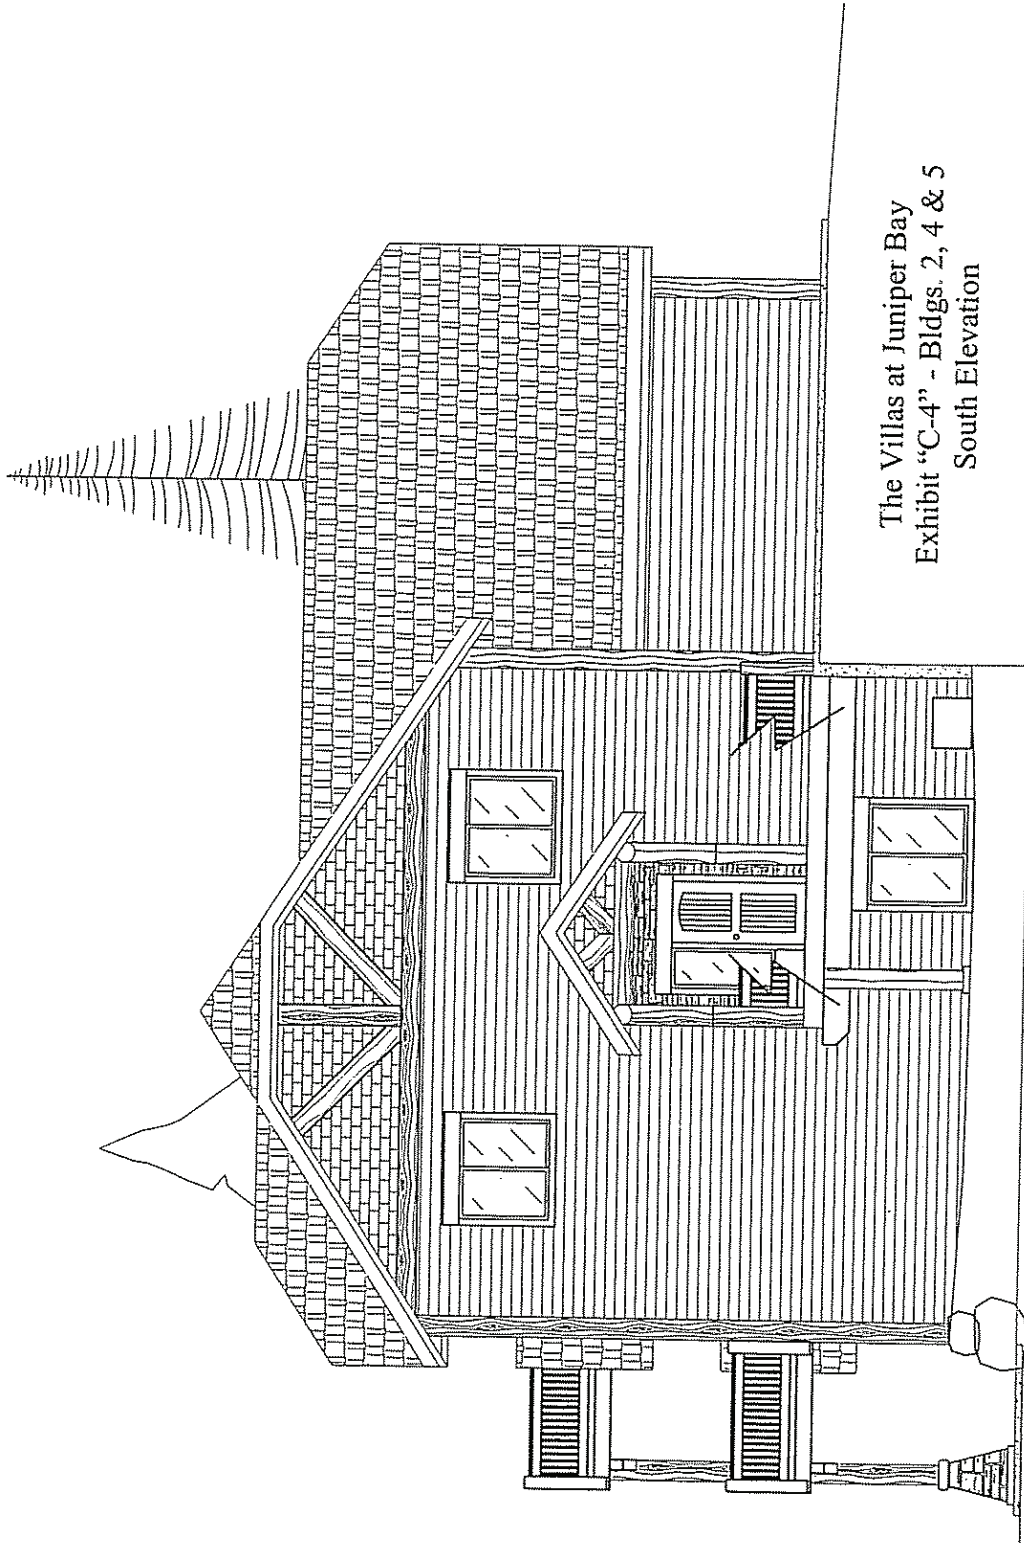 The Villas at Juniper Bay
Exhibit “C-4” - Bldgs. 2, 4 & 5
South Elevation